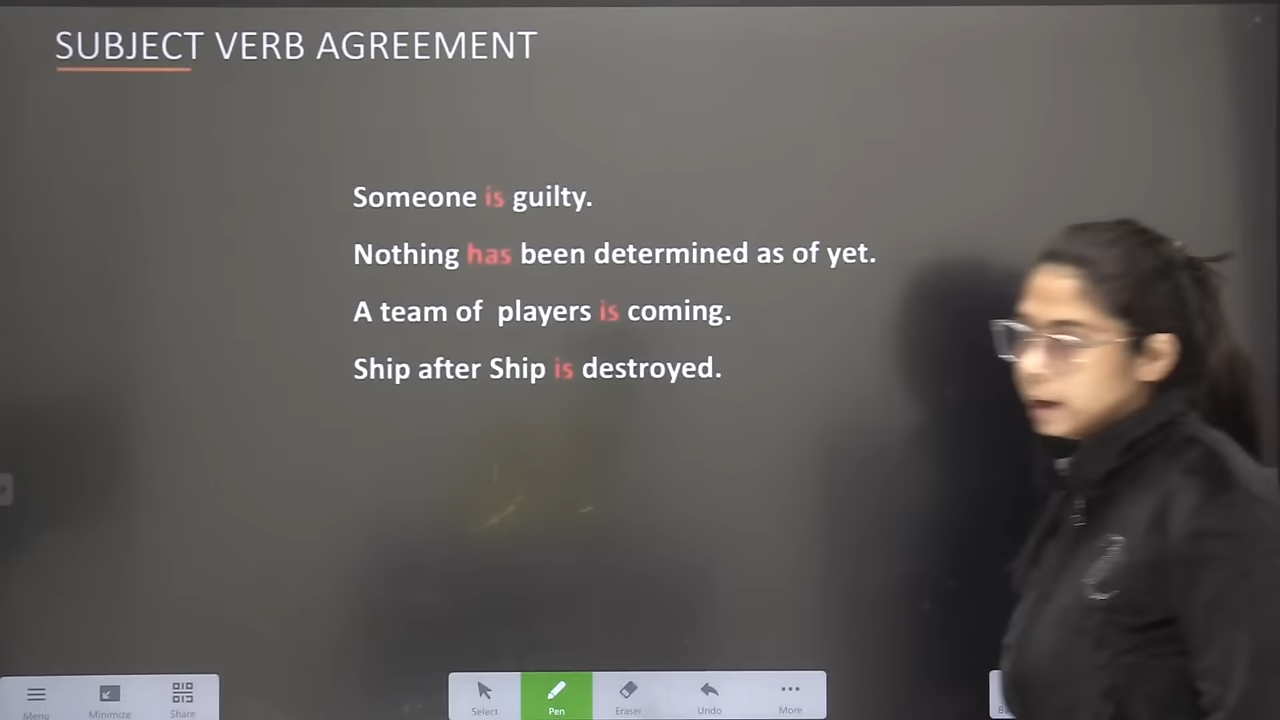 SUBJECT VERB AGREEMENT
Someone is guilty.
Nothing has been determined as of yet.
A team of players is coming.
Ship after Ship is destroyed.
Menu
Minimize
Share
Select
Pen
Eraser
Undo
More